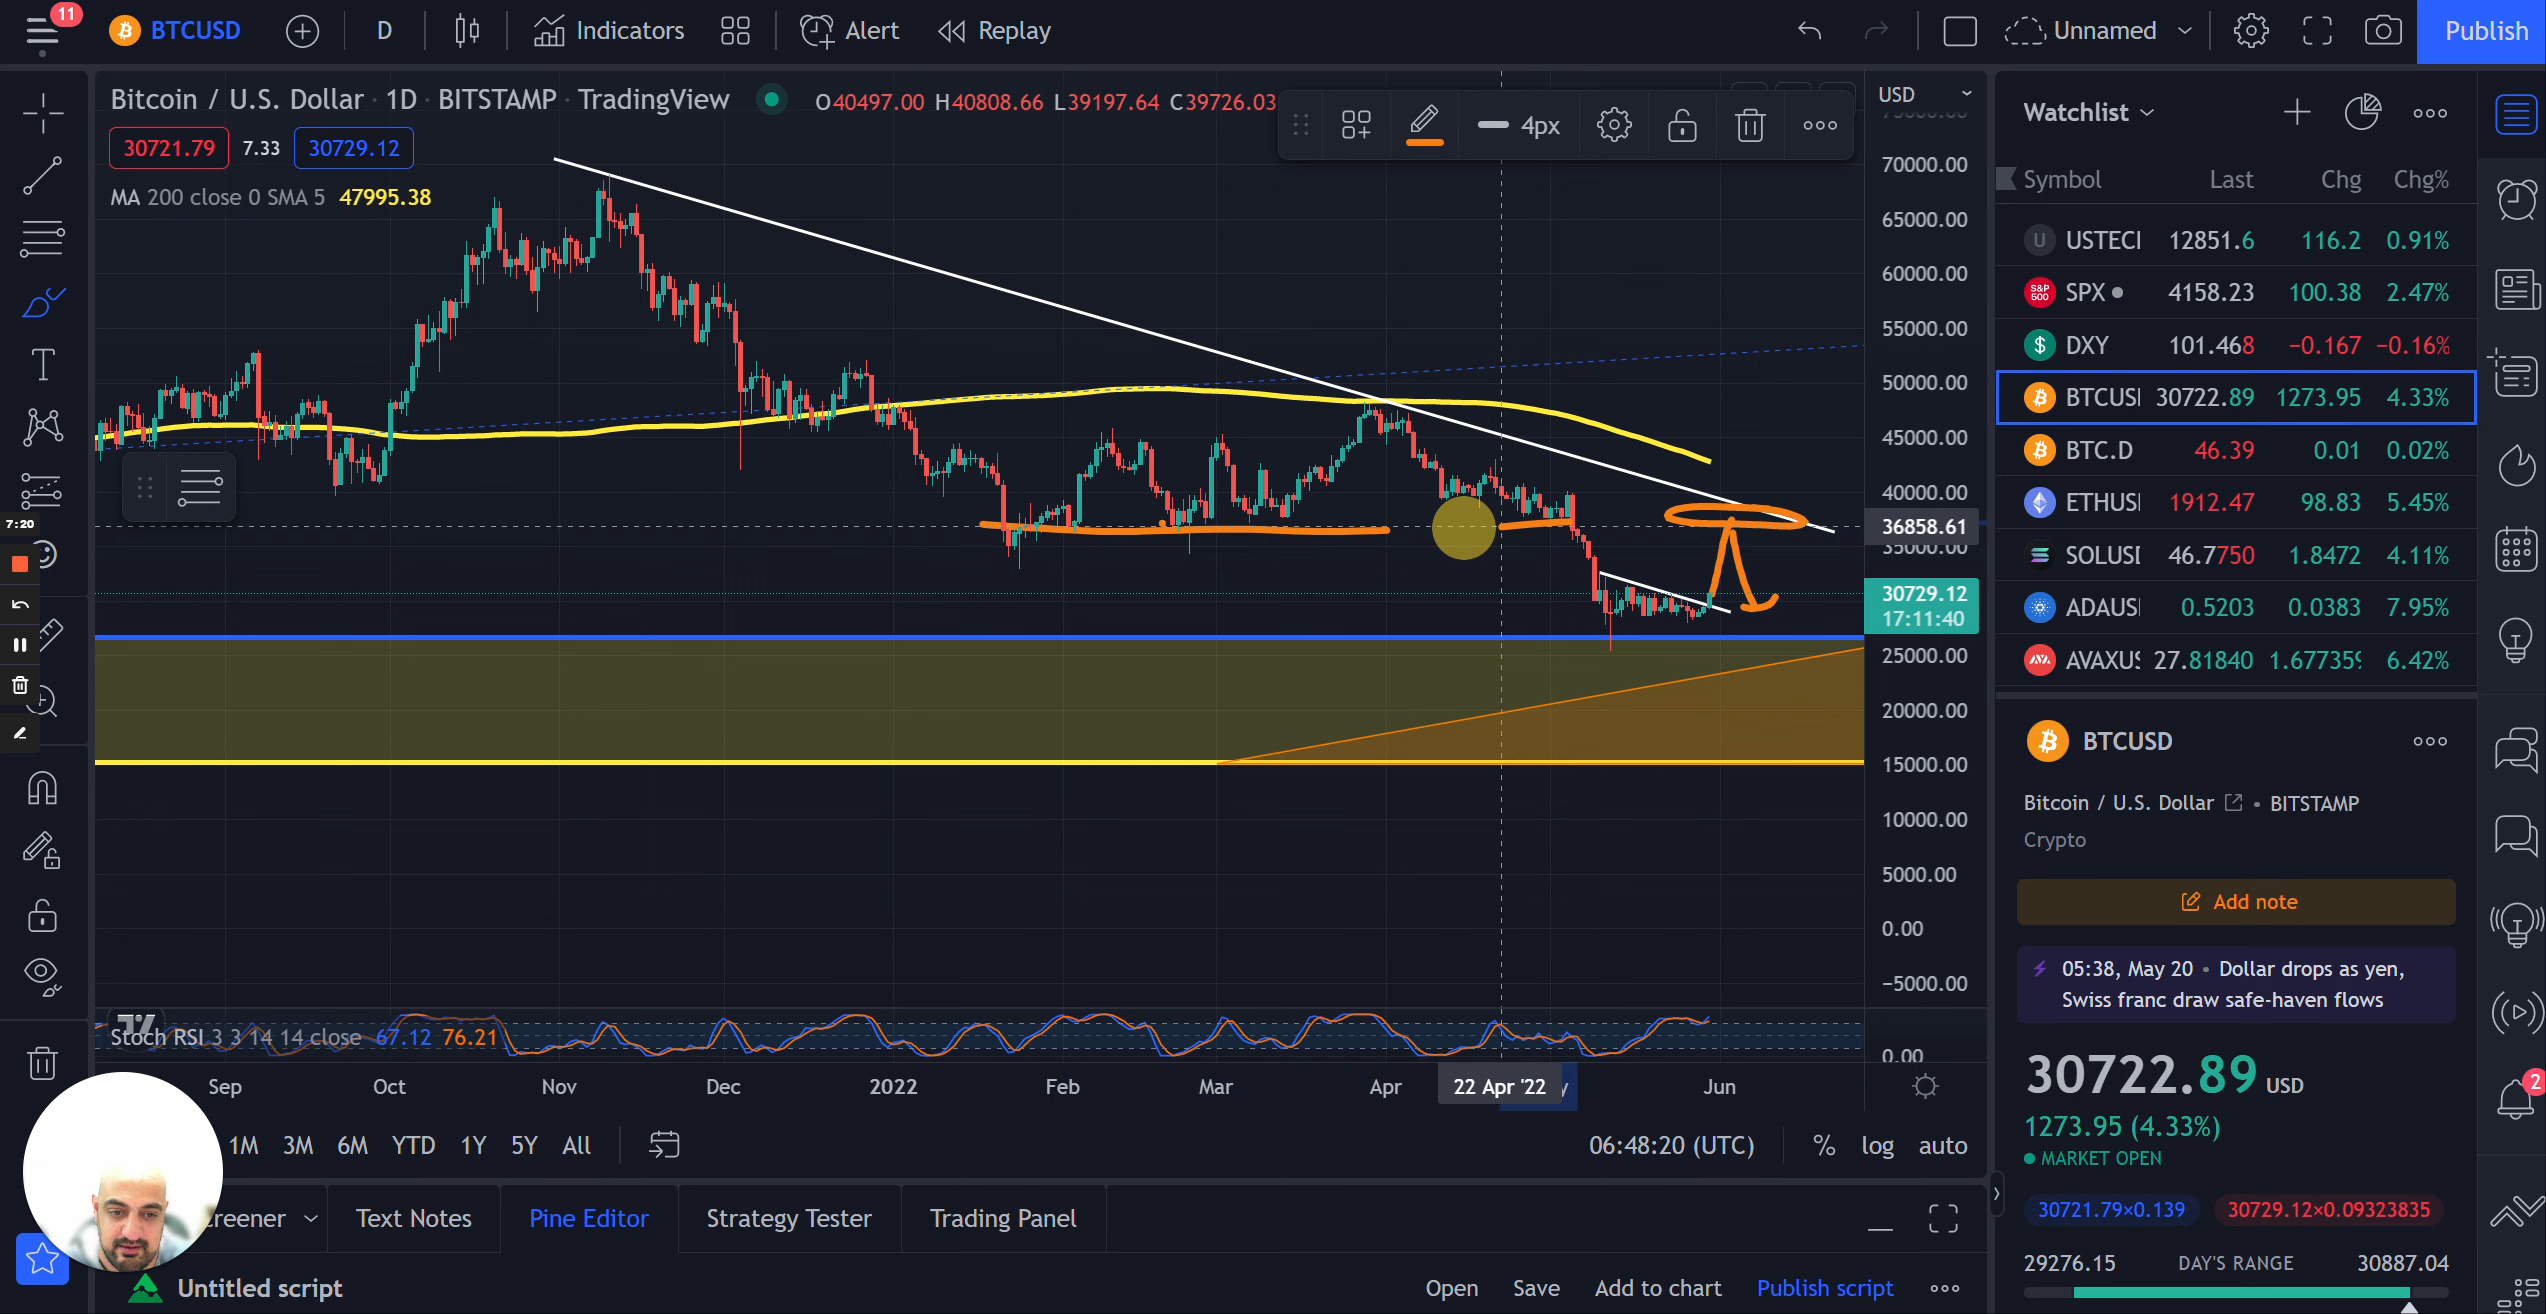 11
BTCUSD D Indicators Alert Replay Unnamed Publish
Bitcoin / U.S. Dollar · 1D · BITSTAMP · TradingView O40497.00 H40808.66 L39197.64 C39726.03
30721.79 7.33 30729.12
MA 200 close 0 SMA 5 47995.38
4px
USD
70000.00
65000.00
60000.00
55000.00
50000.00
45000.00
40000.00
36858.61
35000.00
30729.12
17:11:40
25000.00
20000.00
15000.00
10000.00
5000.00
0.00
−5000.00
0.00
7:20
Stoch RSI 3 3 14 14 close 67.12 76.21
Sep Oct Nov Dec 2022 Feb Mar Apr 22 Apr '22 Jun
1M 3M 6M YTD 1Y 5Y All 06:48:20 (UTC) % log auto
creener Text Notes Pine Editor Strategy Tester Trading Panel
Untitled script Open Save Add to chart Publish script
Watchlist
Symbol Last Chg Chg%
U USTECI 12851.6 116.2 0.91%
S&P 500 SPX 4158.23 100.38 2.47%
$ DXY 101.468 −0.167 −0.16%
BTCUSI 30722.89 1273.95 4.33%
BTC.D 46.39 0.01 0.02%
ETHUSI 1912.47 98.83 5.45%
SOLUSI 46.7750 1.8472 4.11%
ADAUSI 0.5203 0.0383 7.95%
AVAXUS 27.81840 1.677359 6.42%
BTCUSD
Bitcoin / U.S. Dollar • BITSTAMP
Crypto
Add note
05:38, May 20 • Dollar drops as yen,
Swiss franc draw safe-haven flows
30722.89 USD
1273.95 (4.33%)
MARKET OPEN
30721.79×0.139 30729.12×0.09323835
29276.15 DAY'S RANGE 30887.04
2